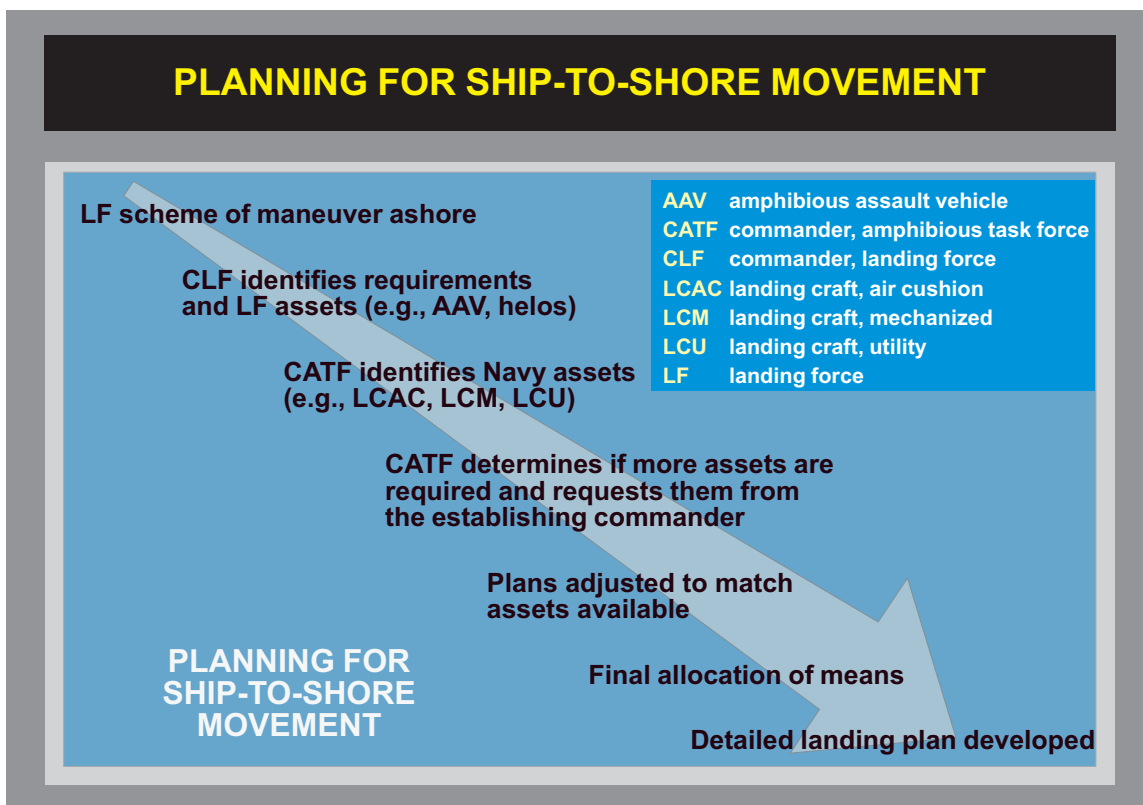 PLANNING FOR SHIP-TO-SHORE MOVEMENT
LF scheme of maneuver ashore
CLF identifies requirements
and LF assets (e.g., AAV, helos)
CATF identifies Navy assets
(e.g., LCAC, LCM, LCU)
CATF determines if more assets are
required and requests them from
the establishing commander
Plans adjusted to match
assets available
Final allocation of means
Detailed landing plan developed
AAV amphibious assault vehicle
CATF commander, amphibious task force
CLF commander, landing force
LCAC landing craft, air cushion
LCM landing craft, mechanized
LCU landing craft, utility
LF landing force
PLANNING FOR
SHIP-TO-SHORE
MOVEMENT